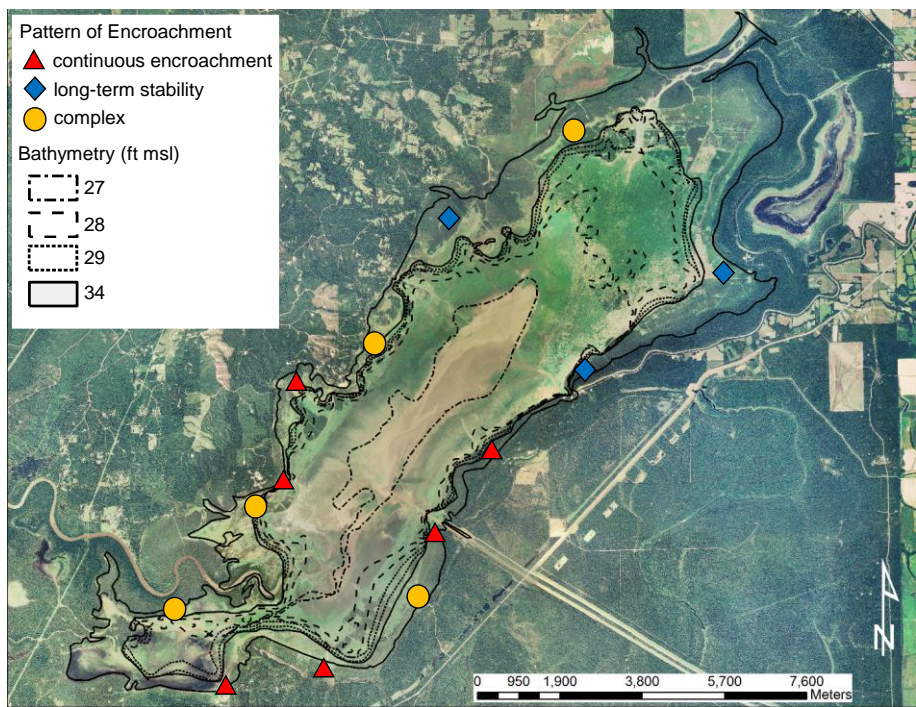 Pattern of Encroachment
continuous encroachment
long-term stability
complex
Bathymetry (ft msl)
27
28
29
34
N
0 950 1,900 3,800 5,700 7,600
Meters